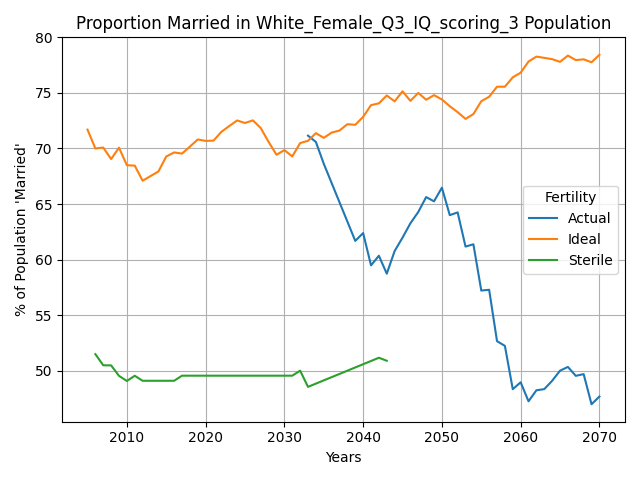 Proportion Married in White_Female_Q3_IQ_scoring_3 Population
% of Population 'Married'
80
75
70
65
60
55
50
Fertility
Actual
Ideal
Sterile
2010 2020 2030 2040 2050 2060 2070
Years